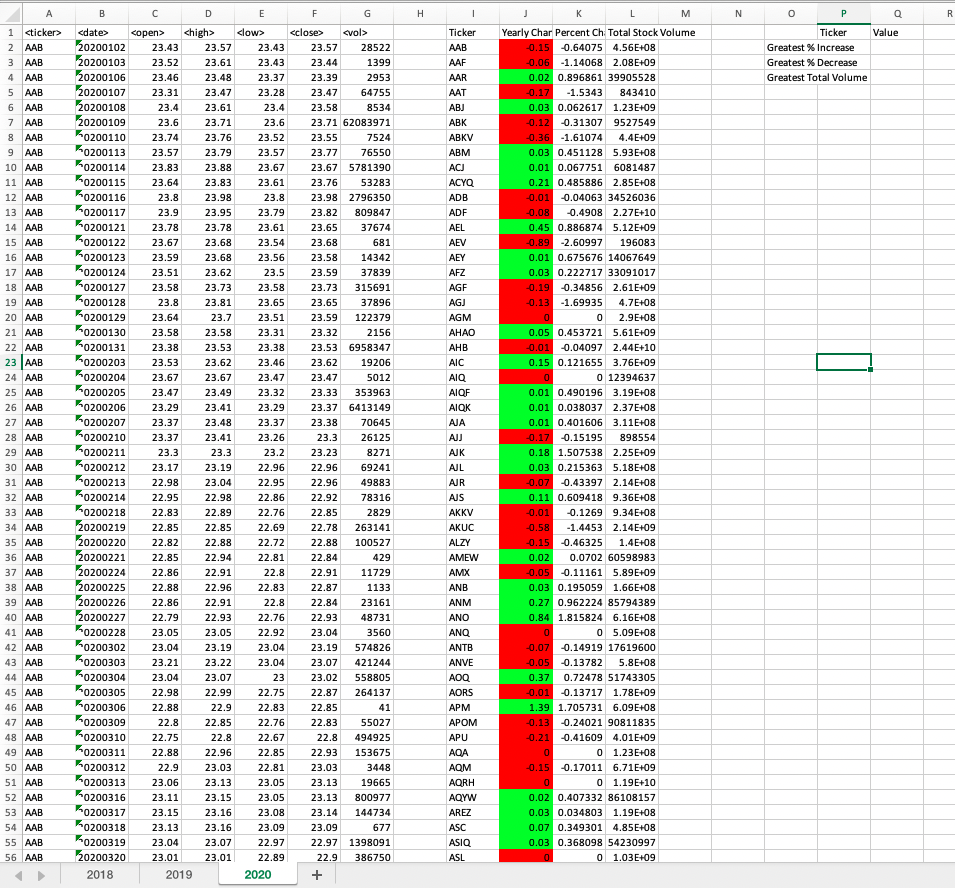 A B C D E F G H I J K L M N O P Q R
1 <ticker> <date> <open> <high> <low> <close> <vol> Ticker Yearly Char Percent Ch Total Stock Volume Ticker Value
2 AAB 20200102 23.43 23.57 23.43 23.57 28522 AAB -0.15 -0.64075 4.56E+08 Greatest % Increase
3 AAB 20200103 23.52 23.61 23.43 23.44 1399 AAF -0.06 -1.14068 2.08E+09 Greatest % Decrease
4 AAB 20200106 23.46 23.48 23.37 23.39 2953 AAR 0.02 0.896861 39905528 Greatest Total Volume
5 AAB 20200107 23.31 23.47 23.28 23.47 64755 AAT -0.17 -1.5343 843410
6 AAB 20200108 23.4 23.61 23.4 23.58 8534 ABJ 0.03 0.062617 1.23E+09
7 AAB 20200109 23.6 23.71 23.6 23.71 62083971 ABK -0.12 -0.31307 9527549
8 AAB 20200110 23.74 23.76 23.52 23.55 7524 ABKV -0.36 -1.61074 4.4E+09
9 AAB 20200113 23.57 23.79 23.57 23.77 76550 ABM 0.03 0.451128 5.93E+08
10 AAB 20200114 23.83 23.88 23.67 23.67 5781390 ACJ 0.01 0.067751 6081487
11 AAB 20200115 23.64 23.83 23.61 23.76 53283 ACYQ 0.21 0.485886 2.85E+08
12 AAB 20200116 23.8 23.98 23.8 23.98 2796350 ADB -0.01 -0.04063 34526036
13 AAB 20200117 23.9 23.95 23.79 23.82 809847 ADF -0.08 -0.4908 2.27E+10
14 AAB 20200121 23.78 23.78 23.61 23.65 37674 AEL 0.45 0.886874 5.12E+08
15 AAB 20200122 23.67 23.68 23.54 23.68 681 AEV -0.89 -2.60997 196083
16 AAB 20200123 23.59 23.68 23.56 23.58 14342 AEY 0.01 0.675676 14067649
17 AAB 20200124 23.51 23.62 23.5 23.59 37839 AFZ 0.03 0.222717 33091017
18 AAB 20200127 23.58 23.73 23.58 23.73 315691 AGF -0.19 -0.34856 2.61E+09
19 AAB 20200128 23.8 23.81 23.65 23.65 37896 AGJ -0.13 -1.69935 4.7E+08
20 AAB 20200129 23.64 23.7 23.51 23.59 122379 AGM 0 0 2.9E+08
21 AAB 20200130 23.58 23.58 23.31 23.32 2156 AHAO 0.05 0.453721 5.61E+08
22 AAB 20200131 23.38 23.53 23.38 23.53 6958347 AHB -0.01 -0.04097 2.44E+10
23 AAB 20200203 23.53 23.62 23.46 23.62 19206 AIC 0.15 0.121655 3.76E+09
24 AAB 20200204 23.67 23.67 23.47 23.47 5012 AIQ 0 0 12394637
25 AAB 20200205 23.47 23.49 23.32 23.33 353963 AIQF 0.01 0.490196 3.19E+08
26 AAB 20200206 23.29 23.41 23.29 23.37 6413149 AIQK 0.01 0.038037 2.37E+08
27 AAB 20200207 23.37 23.48 23.37 23.38 70645 AJA 0.01 0.401606 3.11E+08
28 AAB 20200210 23.37 23.41 23.26 23.3 26125 AJJ -0.17 -0.15195 898554
29 AAB 20200211 23.3 23.3 23.2 23.23 8271 AJK 0.18 1.507538 2.25E+09
30 AAB 20200212 23.17 23.19 22.96 22.96 69241 AJL 0.03 0.215363 5.18E+08
31 AAB 20200213 22.98 23.04 22.95 22.96 49883 AJR -0.07 -0.43397 2.14E+08
32 AAB 20200214 22.95 22.98 22.86 22.92 78316 AJS 0.11 0.609418 9.36E+08
33 AAB 20200218 22.83 22.89 22.76 22.85 2829 AKKV -0.01 -0.1269 9.34E+08
34 AAB 20200219 22.85 22.85 22.69 22.78 263141 AKUC -0.58 -1.4453 2.14E+09
35 AAB 20200220 22.82 22.88 22.72 22.88 100527 ALZY -0.15 -0.46325 1.4E+08
36 AAB 20200221 22.85 22.94 22.81 22.84 429 AMEW 0.02 0.0702 60598983
37 AAB 20200224 22.86 22.91 22.8 22.91 11729 AMX -0.05 -0.11161 5.89E+09
38 AAB 20200225 22.88 22.96 22.83 22.87 1133 ANB 0.03 0.195059 1.66E+08
39 AAB 20200226 22.86 22.91 22.8 22.84 23161 ANM 0.27 0.962224 85794389
40 AAB 20200227 22.79 22.93 22.76 22.93 48731 ANO 0.84 1.815824 6.16E+08
41 AAB 20200228 23.05 23.05 22.92 23.04 3560 ANQ 0 0 5.09E+08
42 AAB 20200302 23.04 23.19 23.04 23.19 574826 ANTB -0.07 -0.14919 17619600
43 AAB 20200303 23.21 23.22 23.04 23.07 421244 ANVE -0.05 -0.13782 5.8E+08
44 AAB 20200304 23.04 23.07 23 23.02 558805 AOQ 0.37 0.72478 51743305
45 AAB 20200305 22.98 22.99 22.75 22.87 264137 AORS -0.01 -0.13717 1.78E+09
46 AAB 20200306 22.88 22.9 22.83 22.85 41 APM 1.39 1.705731 6.09E+08
47 AAB 20200309 22.8 22.85 22.76 22.83 55027 APOM -0.13 -0.24021 90811835
48 AAB 20200310 22.75 22.8 22.67 22.8 494925 APU -0.21 -0.41609 4.01E+09
49 AAB 20200311 22.88 22.96 22.85 22.93 153675 AQA 0 0 1.23E+08
50 AAB 20200312 22.9 23.03 22.81 23.03 3448 AQM -0.15 -0.17011 6.71E+09
51 AAB 20200313 23.06 23.13 23.05 23.13 19665 AQRH 0 0 1.19E+10
52 AAB 20200316 23.11 23.15 23.05 23.13 800977 AQYW 0.02 0.407332 86108157
53 AAB 20200317 23.15 23.16 23.08 23.14 144734 AREZ 0.03 0.034803 1.19E+08
54 AAB 20200318 23.13 23.16 23.09 23.09 677 ASC 0.07 0.349301 4.85E+08
55 AAB 20200319 23.04 23.07 22.97 22.97 1398091 ASIQ 0.03 0.368098 54230997
56 AAB 20200320 23.01 23.01 22.89 22.9 386750 ASL 0 0 1.03E+09
2018 2019 2020 +